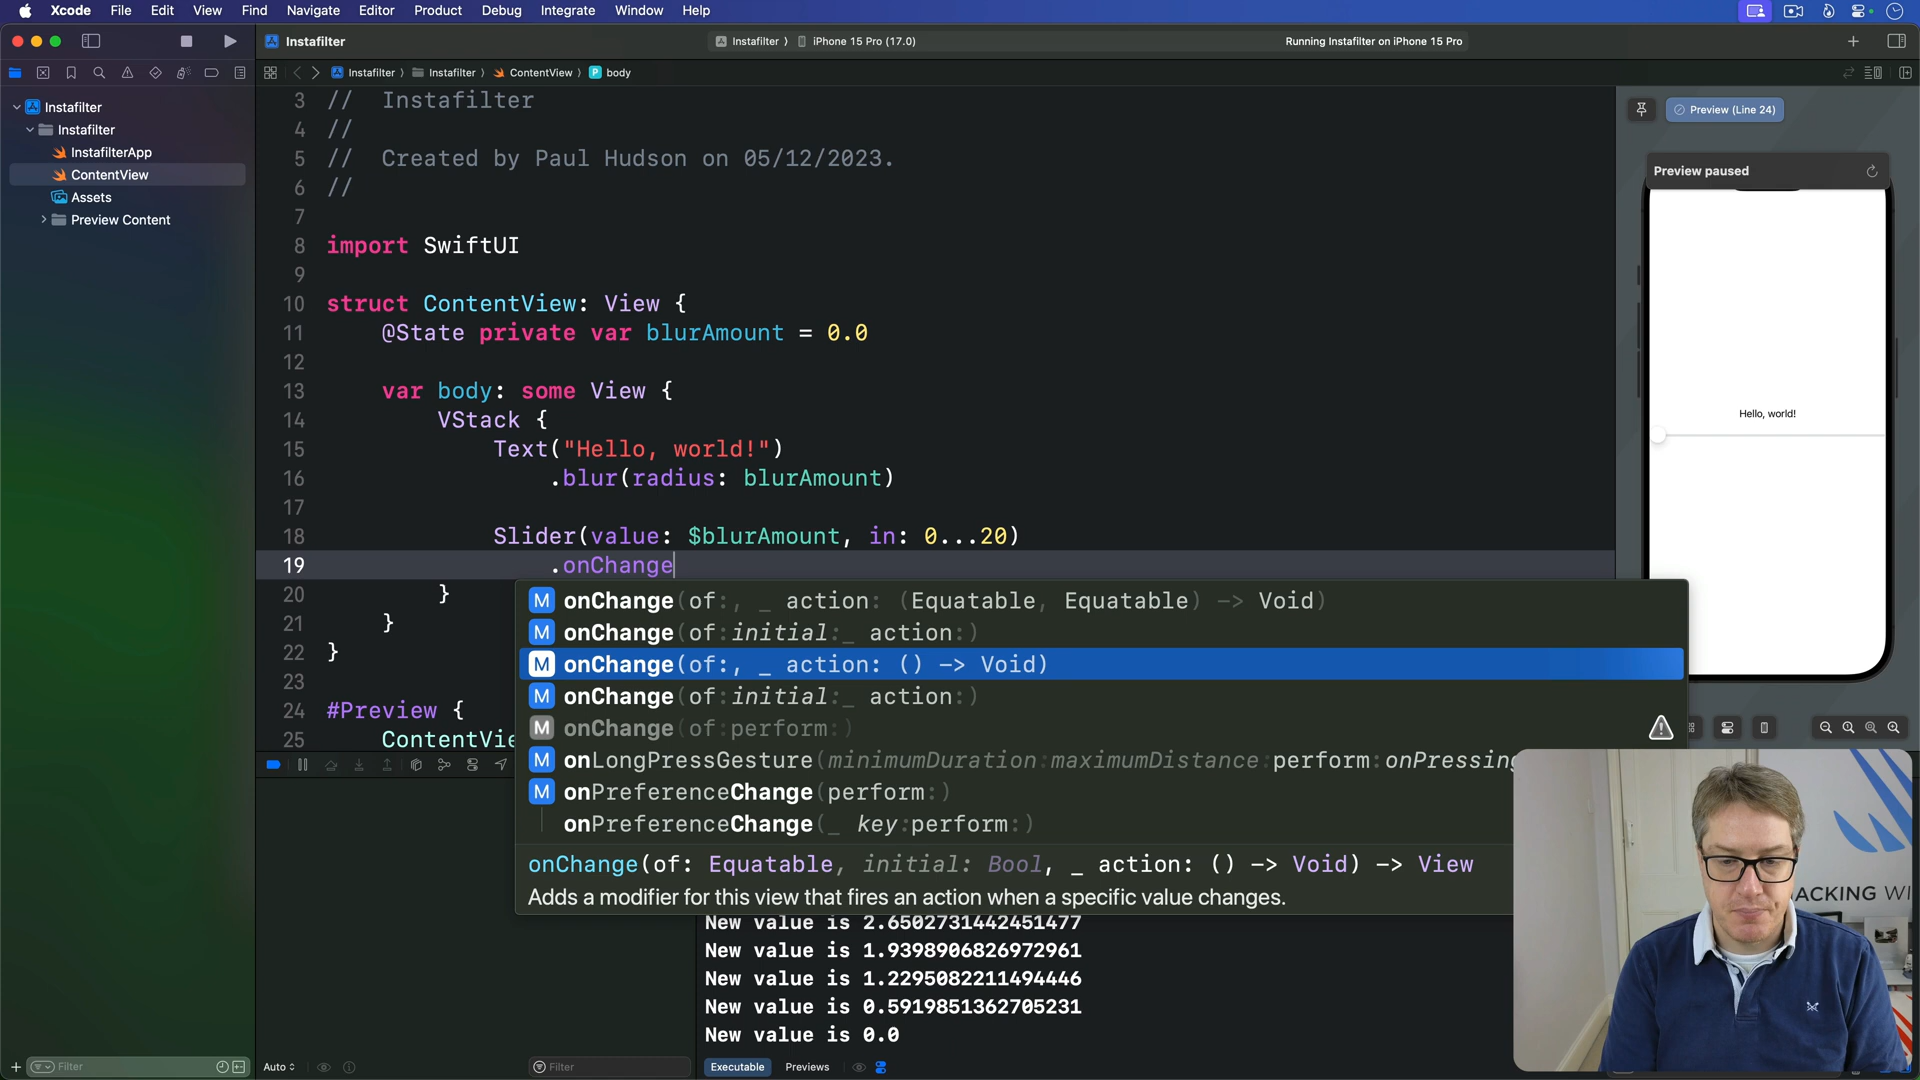 Xcode File Edit View Find Navigate Editor Product Debug Integrate Window Help
Instafilter
Instafilter
iPhone 15 Pro (17.0)
Running Instafilter on iPhone 15 Pro
Instafilter
Instafilter
ContentView
P body
Instafilter
Instafilter
InstafilterApp
ContentView
Assets
Preview Content
3 //  Instafilter
4 //
5 //  Created by Paul Hudson on 05/12/2023.
6 //
7
8 import SwiftUI
9
10 struct ContentView: View {
11     @State private var blurAmount = 0.0
12
13     var body: some View {
14         VStack {
15             Text("Hello, world!")
16                 .blur(radius: blurAmount)
17
18             Slider(value: $blurAmount, in: 0...20)
19                 .onChange
20         }
21     }
22 }
23
24 #Preview {
25     ContentVie
M onChange(of:, _ action: (Equatable, Equatable) -> Void)
M onChange(of:initial:_ action:)
M onChange(of:, _ action: () -> Void)
M onChange(of:initial:_ action:)
M onChange(of:perform:)
M onLongPressGesture(minimumDuration:maximumDistance:perform:onPressing
M onPreferenceChange(perform:)
onPreferenceChange(_ key:perform:)
onChange(of: Equatable, initial: Bool, _ action: () -> Void) -> View
Adds a modifier for this view that fires an action when a specific value changes.
New value is 2.6502731442451477
New value is 1.9398906826972961
New value is 1.2295082211494446
New value is 0.5919851362705231
New value is 0.0
Preview (Line 24)
Preview paused
Hello, world!
ACKING WI
Filter
Auto
Filter
Executable
Previews